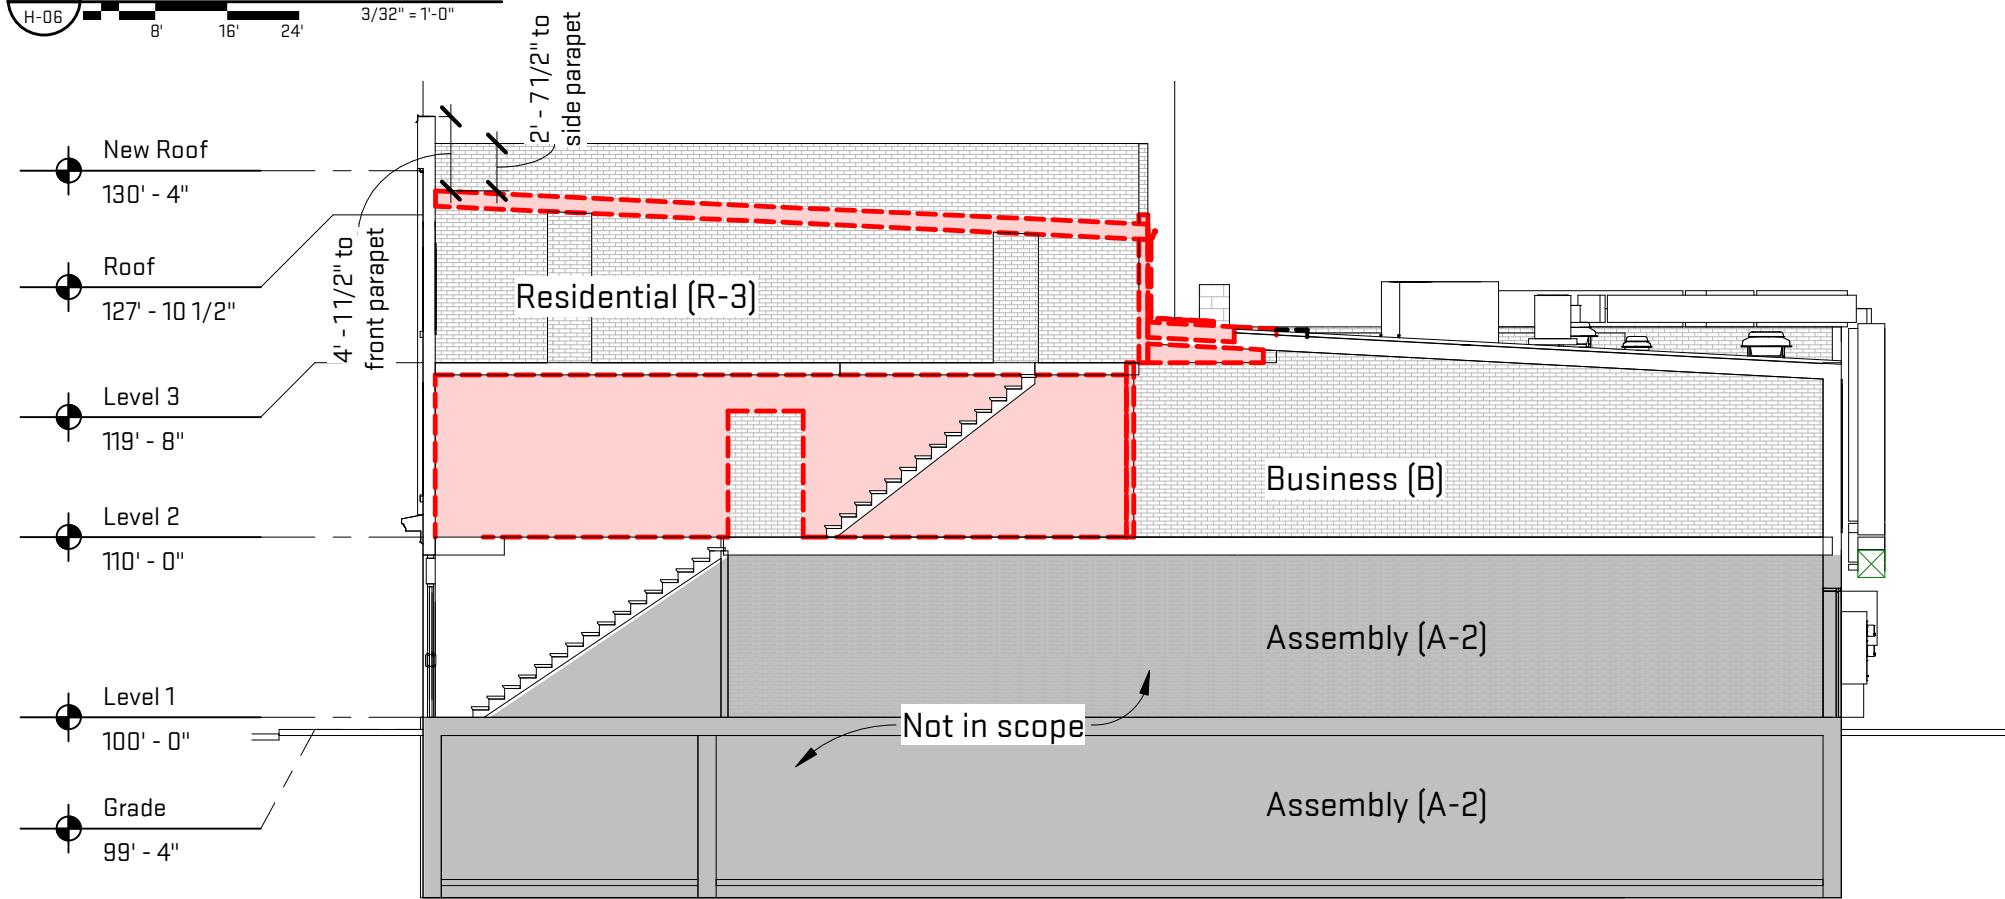 H-06
8'
16'
24'
3/32" = 1'-0"
2' - 7 1/2" to
side parapet
New Roof
130' - 4"
Roof
127' - 10 1/2"
4' - 11 1/2" to
front parapet
Residential (R-3)
Level 3
119' - 8"
Business (B)
Level 2
110' - 0"
Assembly (A-2)
Level 1
100' - 0"
Not in scope
Grade
99' - 4"
Assembly (A-2)